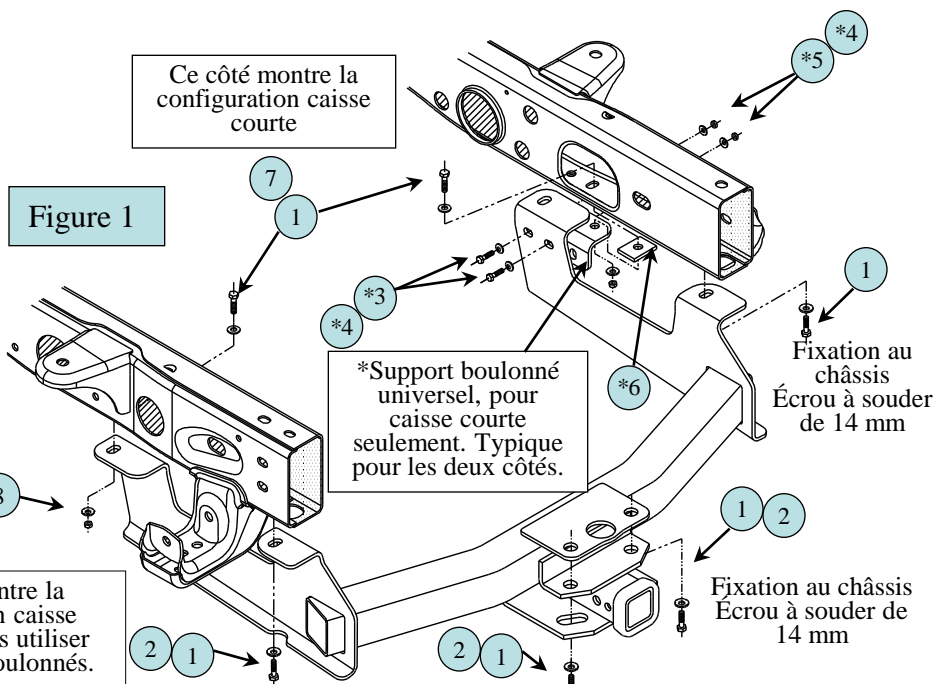 *4
*5
Ce côté montre la
configuration caisse
courte
7
1
Figure 1
*3
*4
1
*Support boulonné
universel, pour
caisse courte
seulement. Typique
pour les deux côtés.
*6
Fixation au
châssis
Écrou à souder
de 14 mm
8
1
2
Fixation au châssis
Écrou à souder de
14 mm
ntre la
n caisse
s utiliser
oulonnés.
2
1
2
1